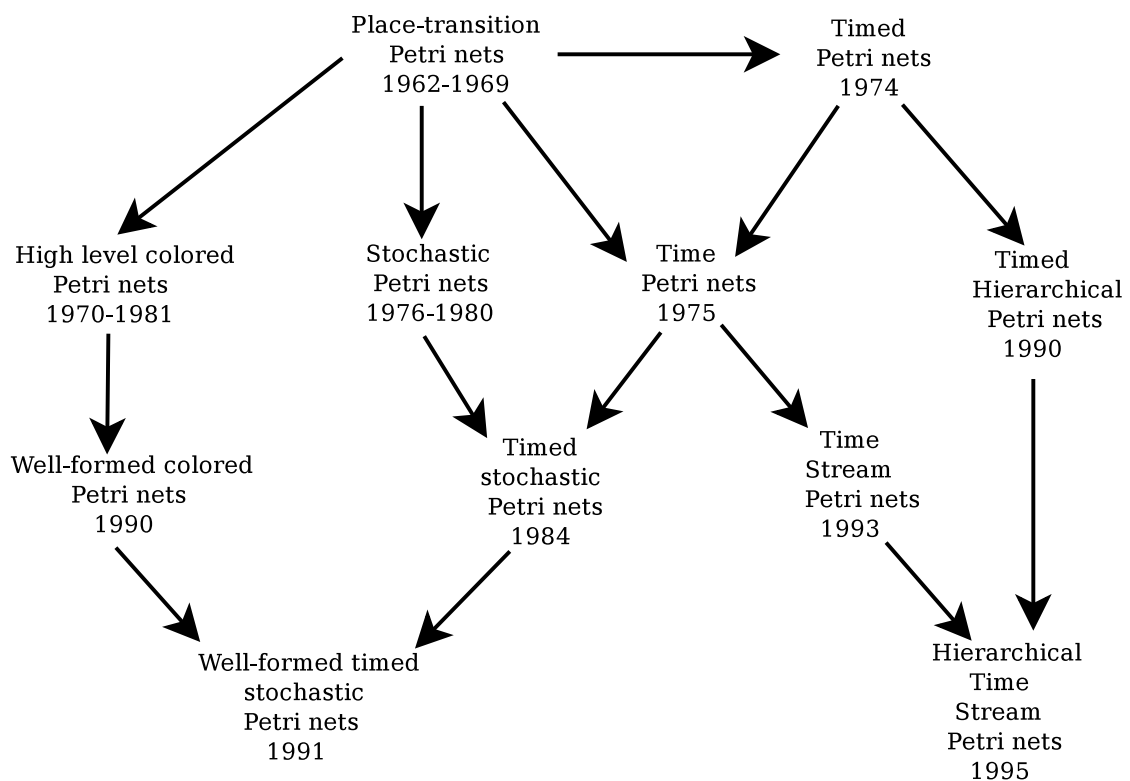 Place-transition
Petri nets
1962-1969
Timed
Petri nets
1974
High level colored
Petri nets
1970-1981
Stochastic
Petri nets
1976-1980
Time
Petri nets
1975
Timed
Hierarchical
Petri nets
1990
Well-formed colored
Petri nets
1990
Timed
stochastic
Petri nets
1984
Time
Stream
Petri nets
1993
Well-formed timed
stochastic
Petri nets
1991
Hierarchical
Time
Stream
Petri nets
1995